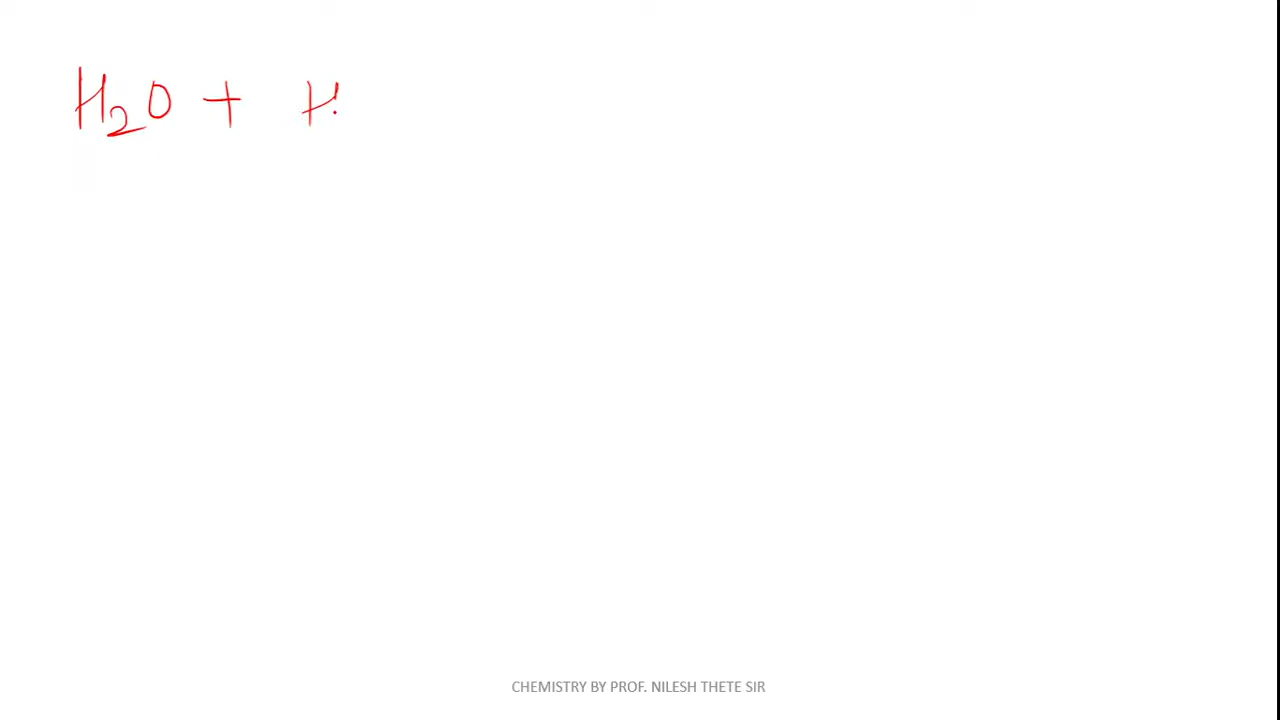 H₂O + H
CHEMISTRY BY PROF. NILESH THETE SIR